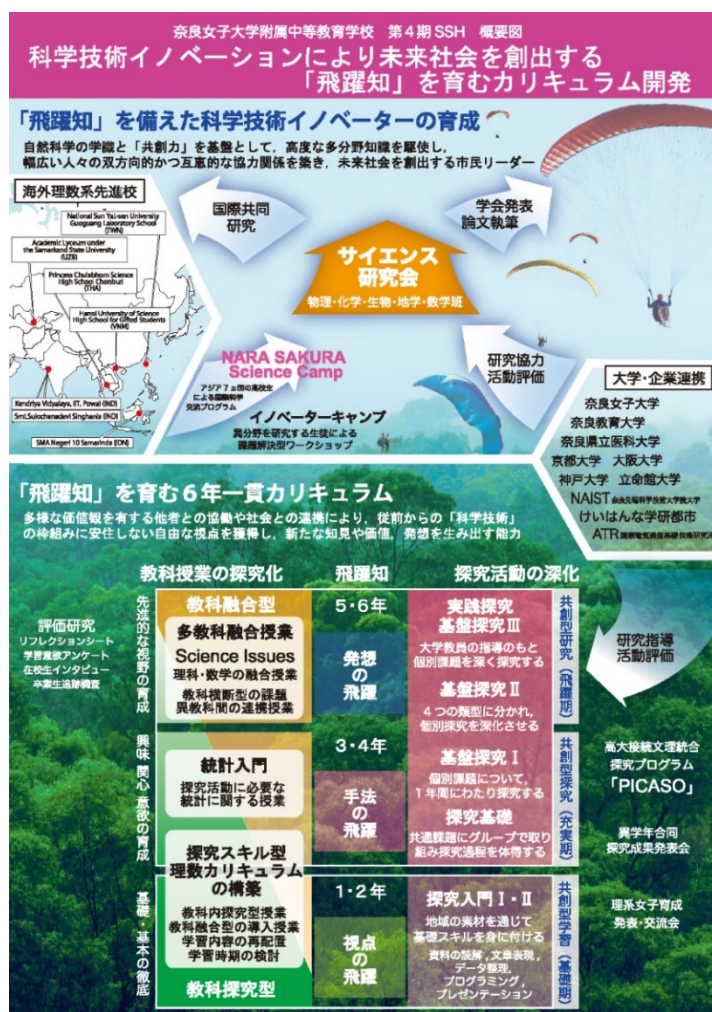 奈良女子大学附属中等教育学校 第4期 SSH 概要図
科学技術イノベーションにより未来社会を創出する
「飛躍知」を育むカリキュラム開発
「飛躍知」を備えた科学技術イノベーターの育成
自然科学の学識と「共創力」を基盤として，高度な多分野知識を駆使し，
幅広い人々の双方向的かつ互恵的な協力関係を築き，未来社会を創出する市民リーダー
海外理数系先進校
National Sun Yat-sen University
Guoguang Laboratory School
(TWN)
Academic Lyceum under
the Samarkand State University
(UZB)
Princess Chulabhorn Science
High School Chonburi
(THA)
Hanoi University of Science
High School for Gifted Students
(VNM)
Kendriya Vidyalaya, IIT, Powai (IND)
Smt.Sulochanadevi Singhania (IND)
SMA Negeri 10 Samarinda (IDN)
国際共同
研究
学会発表
論文執筆
サイエンス
研究会
物理・化学・生物・地学・数学班
NARA SAKURA
Science Camp
アジア7ヵ国の高校生
による国際科学
交流プログラム
イノベーターキャンプ
異分野を研究する生徒による
課題解決型ワークショップ
研究協力
活動評価
大学・企業連携
奈良女子大学
奈良教育大学
奈良県立医科大学
京都大学 大阪大学
神戸大学 立命館大学
NAIST 奈良先端科学技術大学院大学
けいはんな学研都市
ATR 国際電気通信基礎技術研究所
「飛躍知」を育む6年一貫カリキュラム
多様な価値観を有する他者との協働や社会との連携により，従前からの「科学技術」
の枠組みに安住しない自由な視点を獲得し，新たな知見や価値，発想を生み出す能力
教科授業の探究化
飛躍知
探究活動の深化
評価研究
リフレクションシート
学習意欲アンケート
在校生インタビュー
卒業生追跡調査
先進的な視野の育成
教科融合型
多教科融合授業
Science Issues
理科・数学の融合授業
教科横断型の課題
異教科間の連携授業
5・6年
発想
の
飛躍
実践探究
基盤探究Ⅲ
大学教員の指導のもと
個別課題を深く探究する
基盤探究Ⅱ
4つの類型に分かれ，
個別探究を深化させる
共創型研究（飛躍期）
研究指導
活動評価
興味 関心 意欲の育成
統計入門
探究活動に必要な
統計に関する授業
3・4年
手法
の
飛躍
基盤探究Ⅰ
個別課題について，
1年間にわたり探究する
探究基礎
共通課題にグループで取り
組み探究過程を体得する
共創型探究（充実期）
高大接続文理統合
探究プログラム
「PICASO」
異学年合同
探究成果発表会
基礎・基本の徹底
探究スキル型
理数カリキュラム
の構築
教科内探究型授業
教科融合型の導入授業
学習内容の再配置
学習時期の検討
教科探究型
1・2年
視点
の
飛躍
探究入門Ⅰ・Ⅱ
地域の素材を通じて
基礎スキルを身に付ける
資料の読解，文章表現，
データ整理，
プログラミング，
プレゼンテーション
共創型学習（基礎期）
理系女子育成
発表・交流会